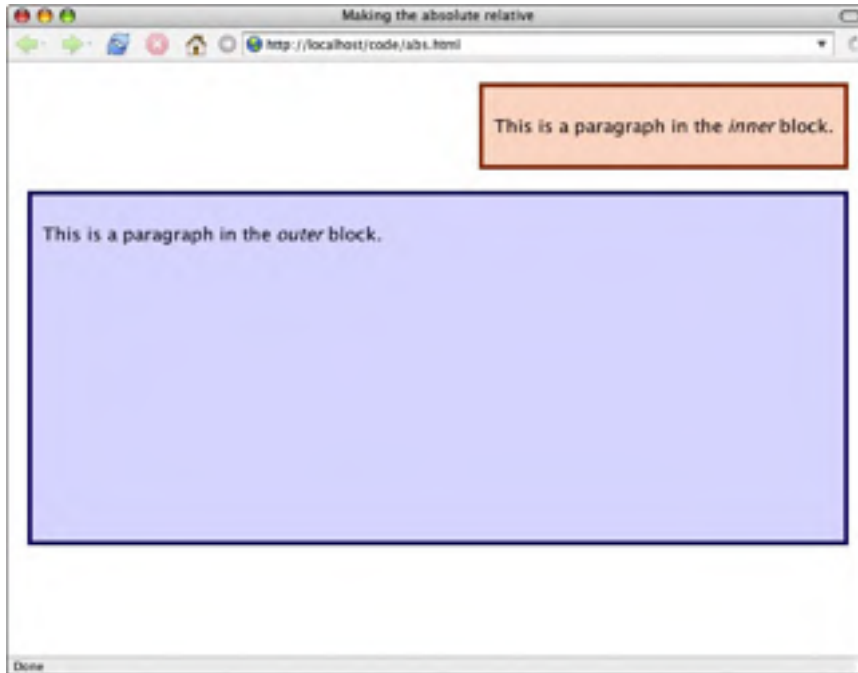 Making the absolute relative
http://localhost/code/abs.html
This is a paragraph in the inner block.
This is a paragraph in the outer block.
Done